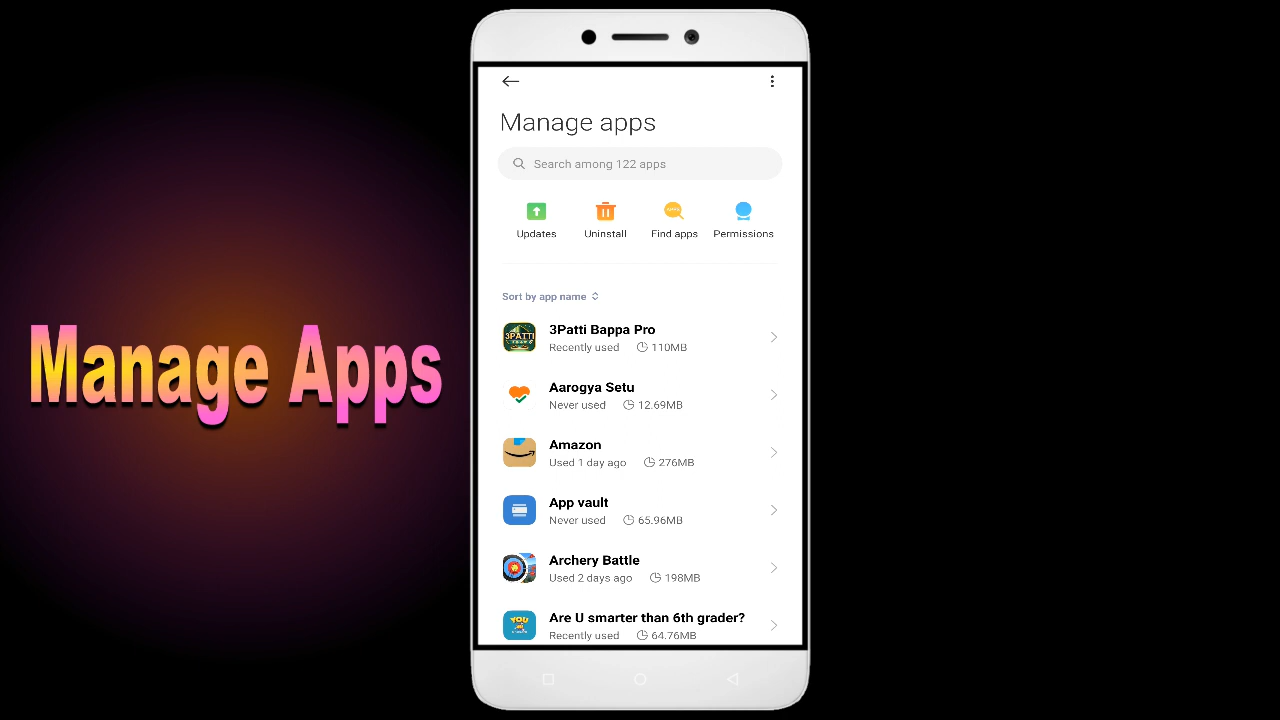 Manage Apps
Manage apps
Search among 122 apps
Updates Uninstall Find apps Permissions
Sort by app name
3PATTI
3Patti Bappa Pro
Recently used 110MB
Aarogya Setu
Never used 12.69MB
Amazon
Used 1 day ago 276MB
App vault
Never used 65.96MB
Archery Battle
Used 2 days ago 198MB
YOU
Are U smarter than 6th grader?
Recently used 64.76MB